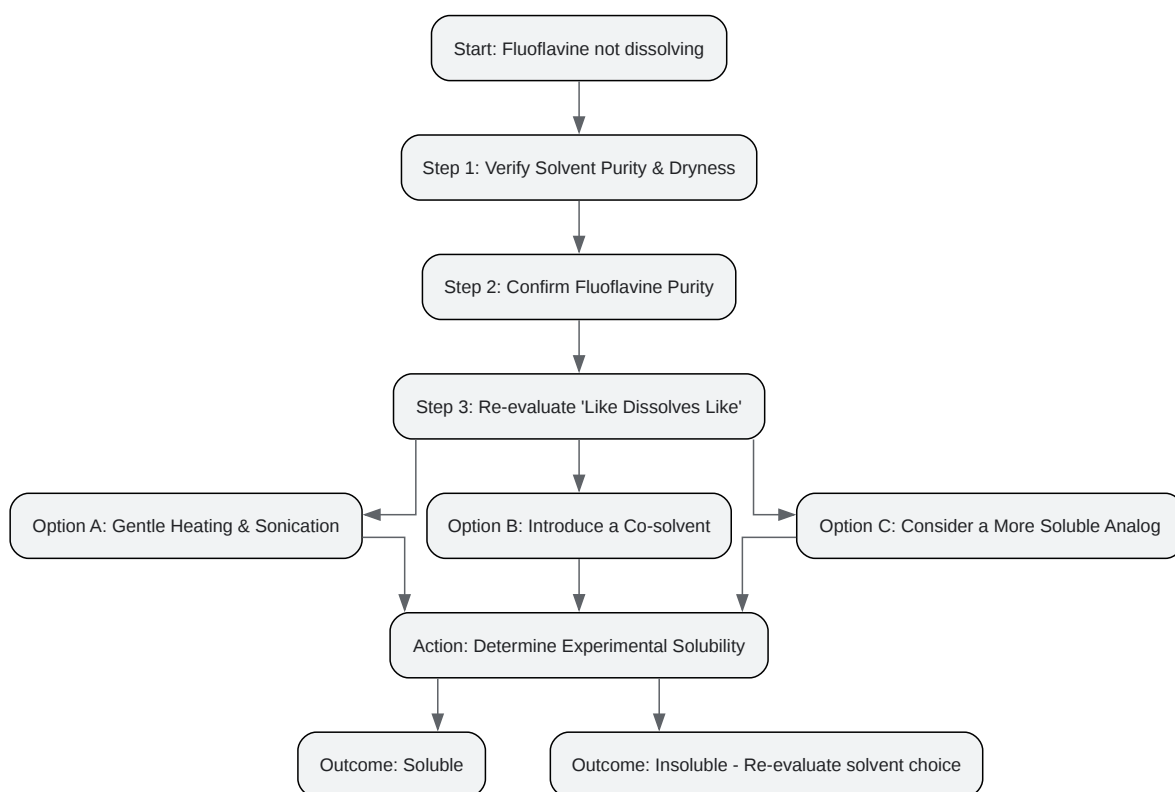 Start: Fluoflavine not dissolving
Step 1: Verify Solvent Purity & Dryness
Step 2: Confirm Fluoflavine Purity
Step 3: Re-evaluate 'Like Dissolves Like'
Option A: Gentle Heating & Sonication
Option B: Introduce a Co-solvent
Option C: Consider a More Soluble Analog
Action: Determine Experimental Solubility
Outcome: Soluble
Outcome: Insoluble - Re-evaluate solvent choice